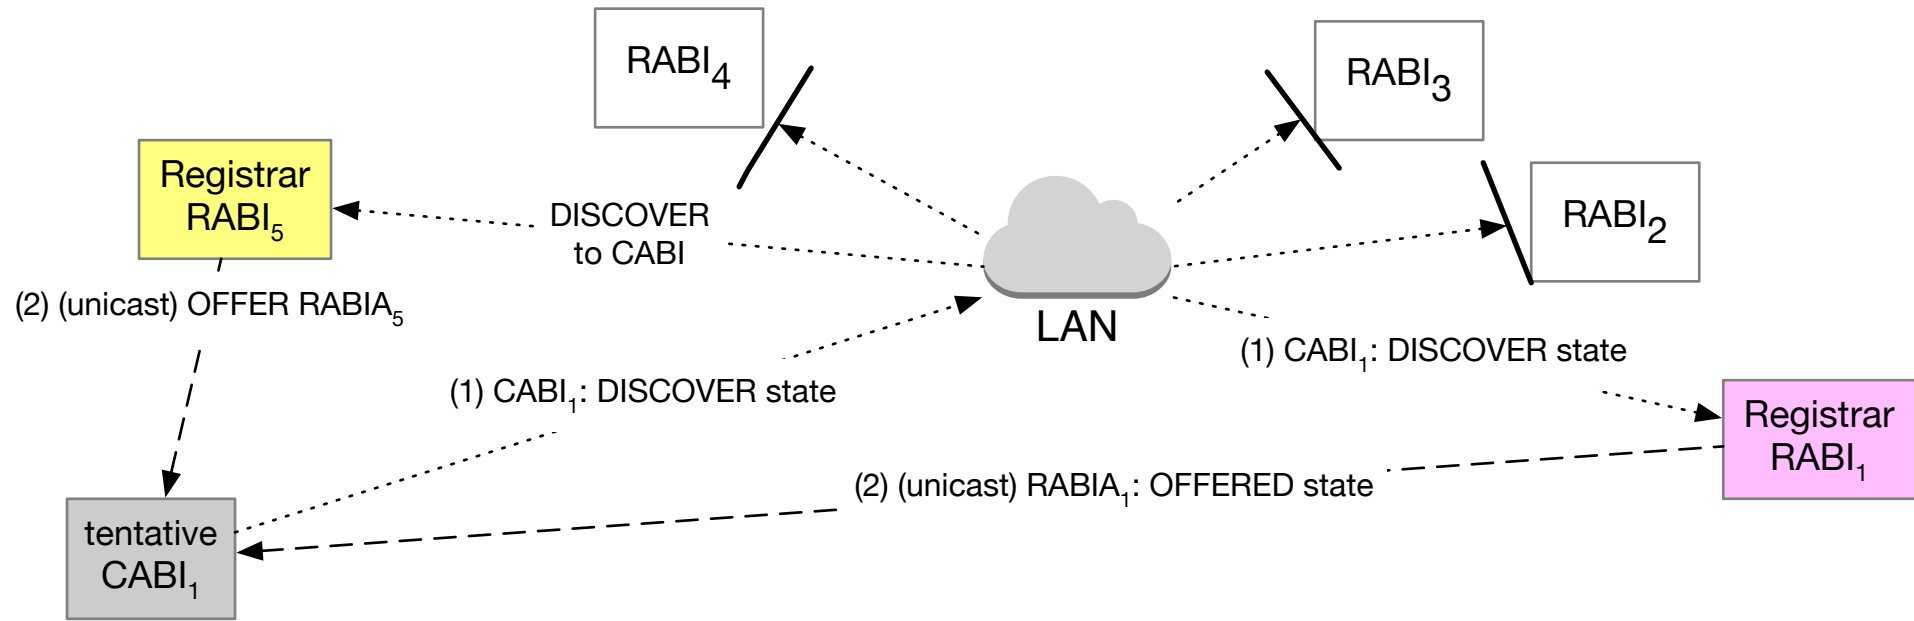 RABI4
RABI3
Registrar
RABI5
DISCOVER
to CABI
RABI2
(2) (unicast) OFFER RABIA5
LAN
(1) CABI1: DISCOVER state
(1) CABI1: DISCOVER state
Registrar
RABI1
(2) (unicast) RABIA1: OFFERED state
tentative
CABI1